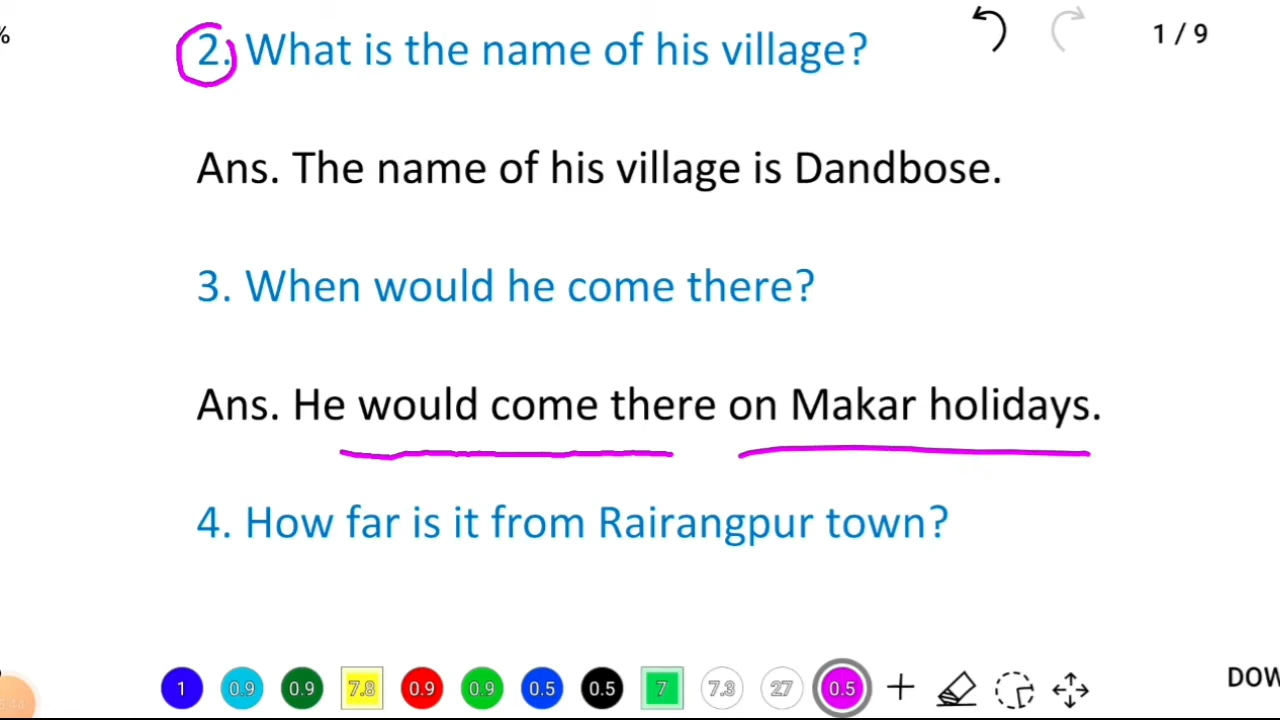 %
1 / 9
2. What is the name of his village?
Ans. The name of his village is Dandbose.
3. When would he come there?
Ans. He would come there on Makar holidays.
4. How far is it from Rairangpur town?
1 0.9 0.9 7.8 0.9 0.9 0.5 0.5 7 7.3 27 0.5
DOW